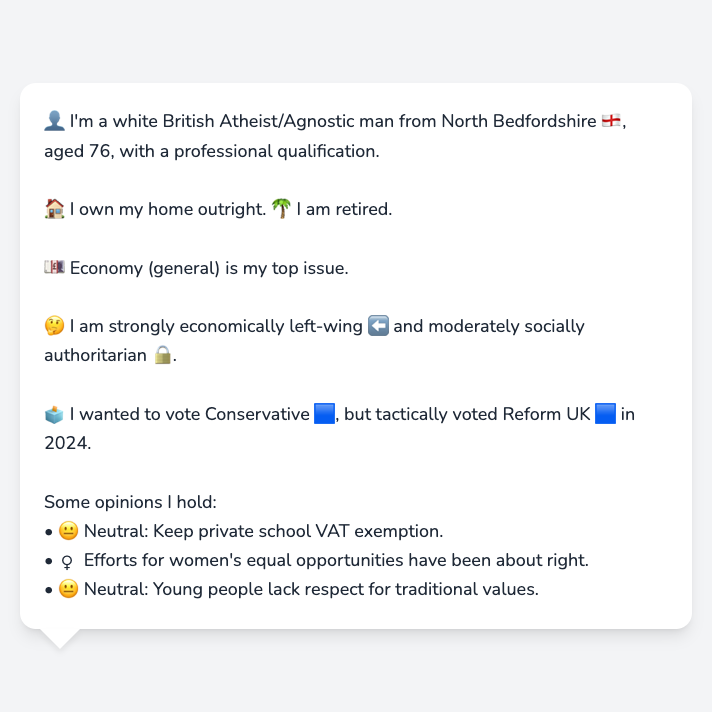 👤 I'm a white British Atheist/Agnostic man from North Bedfordshire 🏴󠁧󠁢󠁥󠁮󠁧󠁿,
aged 76, with a professional qualification.
🏠 I own my home outright. 🌴 I am retired.
💷 Economy (general) is my top issue.
🤔 I am strongly economically left-wing ⬅️ and moderately socially
authoritarian 🔒.
🗳️ I wanted to vote Conservative 🟦, but tactically voted Reform UK 🟦 in
2024.
Some opinions I hold:
• 😐 Neutral: Keep private school VAT exemption.
• ♀ Efforts for women's equal opportunities have been about right.
• 😐 Neutral: Young people lack respect for traditional values.